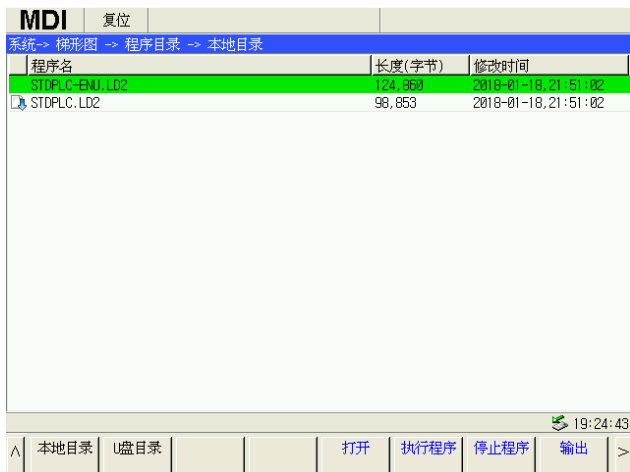 MDI 复位
系统-> 梯形图 -> 程序目录 -> 本地目录
程序名 长度(字节) 修改时间
STDPLC-ENU.LD2 124,860 2018-01-18,21:51:02
STDPLC.LD2 98,853 2018-01-18,21:51:02
19:24:43
^ 本地目录 U盘目录 打开 执行程序 停止程序 输出 >